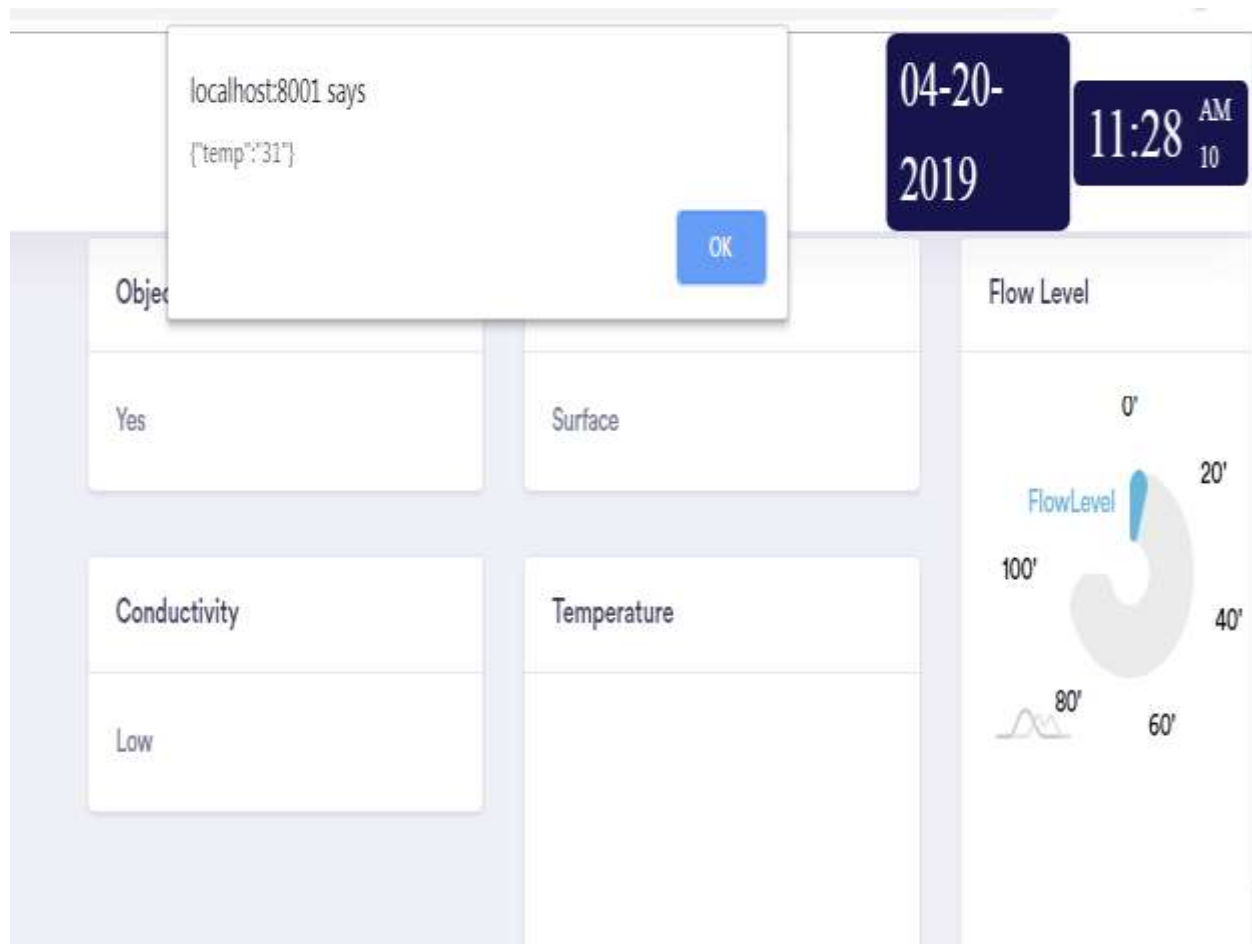 localhost:8001 says
{"temp":"31"}
OK
04-20-
2019
11:28 AM
10
Flow Level
Yes
Surface
0'
20'
FlowLevel
100'
40'
80'
60'
Conductivity
Temperature
Low